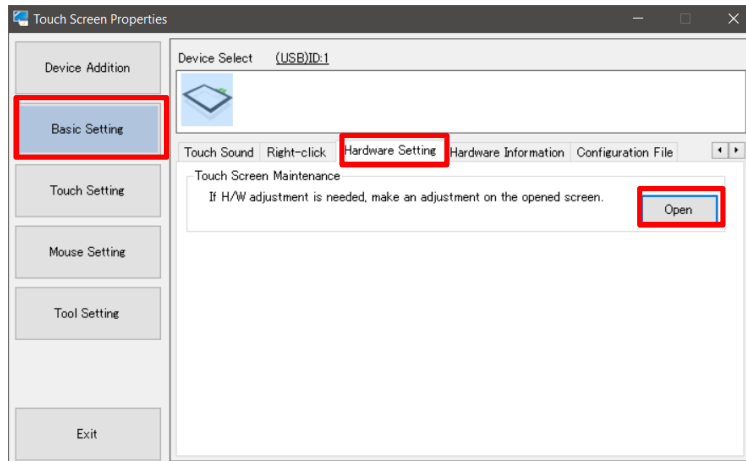 Touch Screen Properties
Device Addition
Basic Setting
Touch Setting
Mouse Setting
Tool Setting
Exit
Device Select (USB)ID:1
Touch Sound Right-click Hardware Setting Hardware Information Configuration File
Touch Screen Maintenance
If H/W adjustment is needed, make an adjustment on the opened screen.
Open